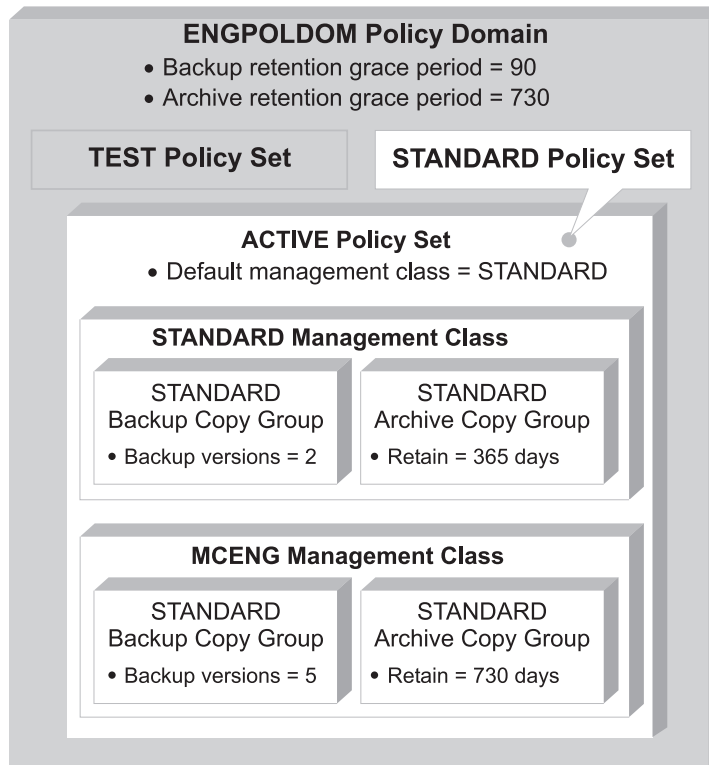 ENGPOLDOM Policy Domain
• Backup retention grace period = 90
• Archive retention grace period = 730
TEST Policy Set
STANDARD Policy Set
ACTIVE Policy Set
• Default management class = STANDARD
STANDARD Management Class
STANDARD
Backup Copy Group
• Backup versions = 2
STANDARD
Archive Copy Group
• Retain = 365 days
MCENG Management Class
STANDARD
Backup Copy Group
• Backup versions = 5
STANDARD
Archive Copy Group
• Retain = 730 days